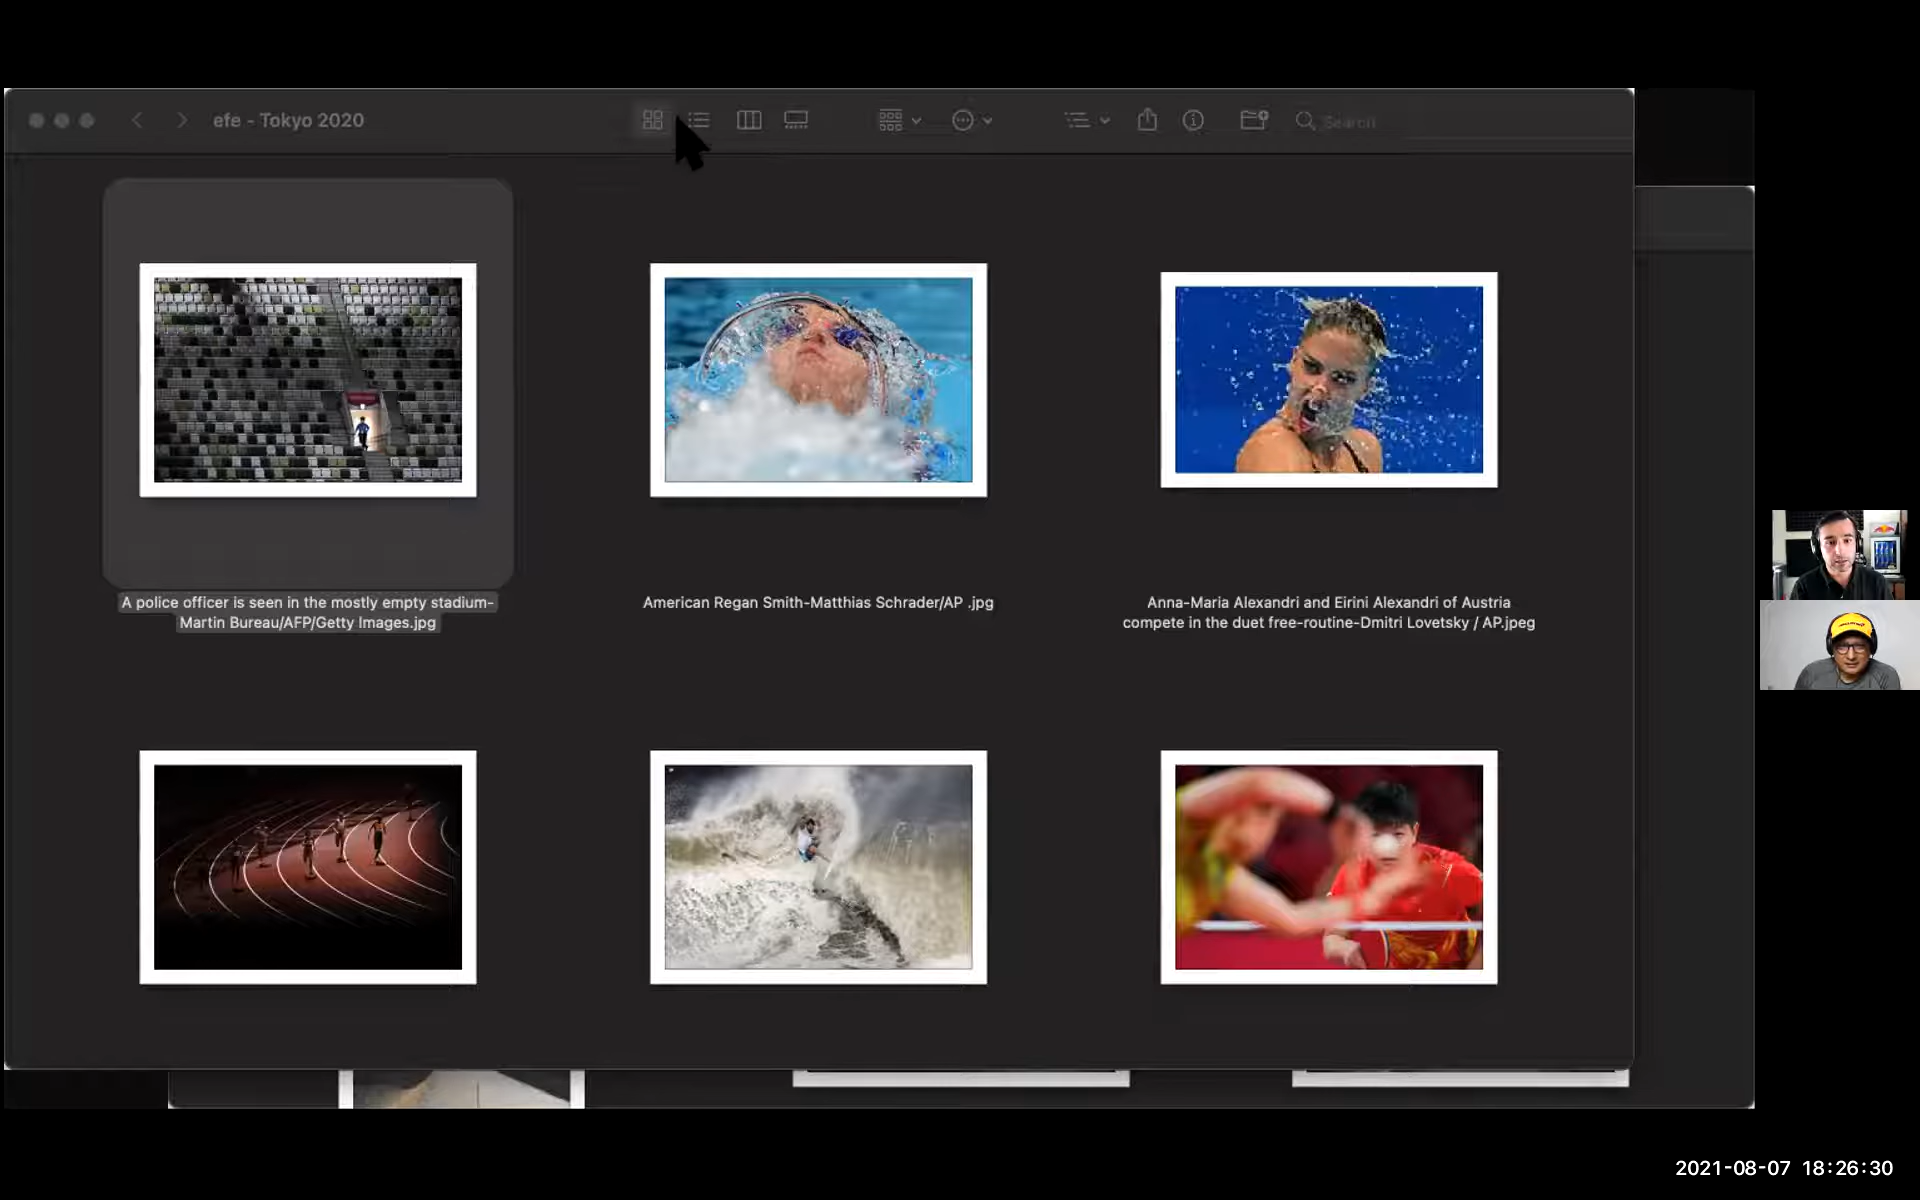 efe - Tokyo 2020
Search
A police officer is seen in the mostly empty stadium-
Martin Bureau/AFP/Getty Images.jpg
American Regan Smith-Matthias Schrader/AP .jpg
Anna-Maria Alexandri and Eirini Alexandri of Austria
compete in the duet free-routine-Dmitri Lovetsky / AP.jpeg
2021-08-07 18:26:30